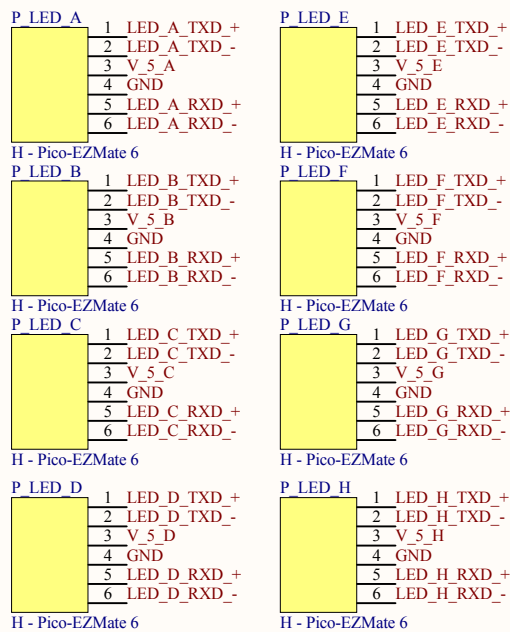 P_LED_A
1 LED_A_TXD_+
2 LED_A_TXD_-
3 V_5_A
4 GND
5 LED_A_RXD_+
6 LED_A_RXD_-
H - Pico-EZMate 6
P_LED_B
1 LED_B_TXD_+
2 LED_B_TXD_-
3 V_5_B
4 GND
5 LED_B_RXD_+
6 LED_B_RXD_-
H - Pico-EZMate 6
P_LED_C
1 LED_C_TXD_+
2 LED_C_TXD_-
3 V_5_C
4 GND
5 LED_C_RXD_+
6 LED_C_RXD_-
H - Pico-EZMate 6
P_LED_D
1 LED_D_TXD_+
2 LED_D_TXD_-
3 V_5_D
4 GND
5 LED_D_RXD_+
6 LED_D_RXD_-
H - Pico-EZMate 6
P_LED_E
1 LED_E_TXD_+
2 LED_E_TXD_-
3 V_5_E
4 GND
5 LED_E_RXD_+
6 LED_E_RXD_-
H - Pico-EZMate 6
P_LED_F
1 LED_F_TXD_+
2 LED_F_TXD_-
3 V_5_F
4 GND
5 LED_F_RXD_+
6 LED_F_RXD_-
H - Pico-EZMate 6
P_LED_G
1 LED_G_TXD_+
2 LED_G_TXD_-
3 V_5_G
4 GND
5 LED_G_RXD_+
6 LED_G_RXD_-
H - Pico-EZMate 6
P_LED_H
1 LED_H_TXD_+
2 LED_H_TXD_-
3 V_5_H
4 GND
5 LED_H_RXD_+
6 LED_H_RXD_-
H - Pico-EZMate 6